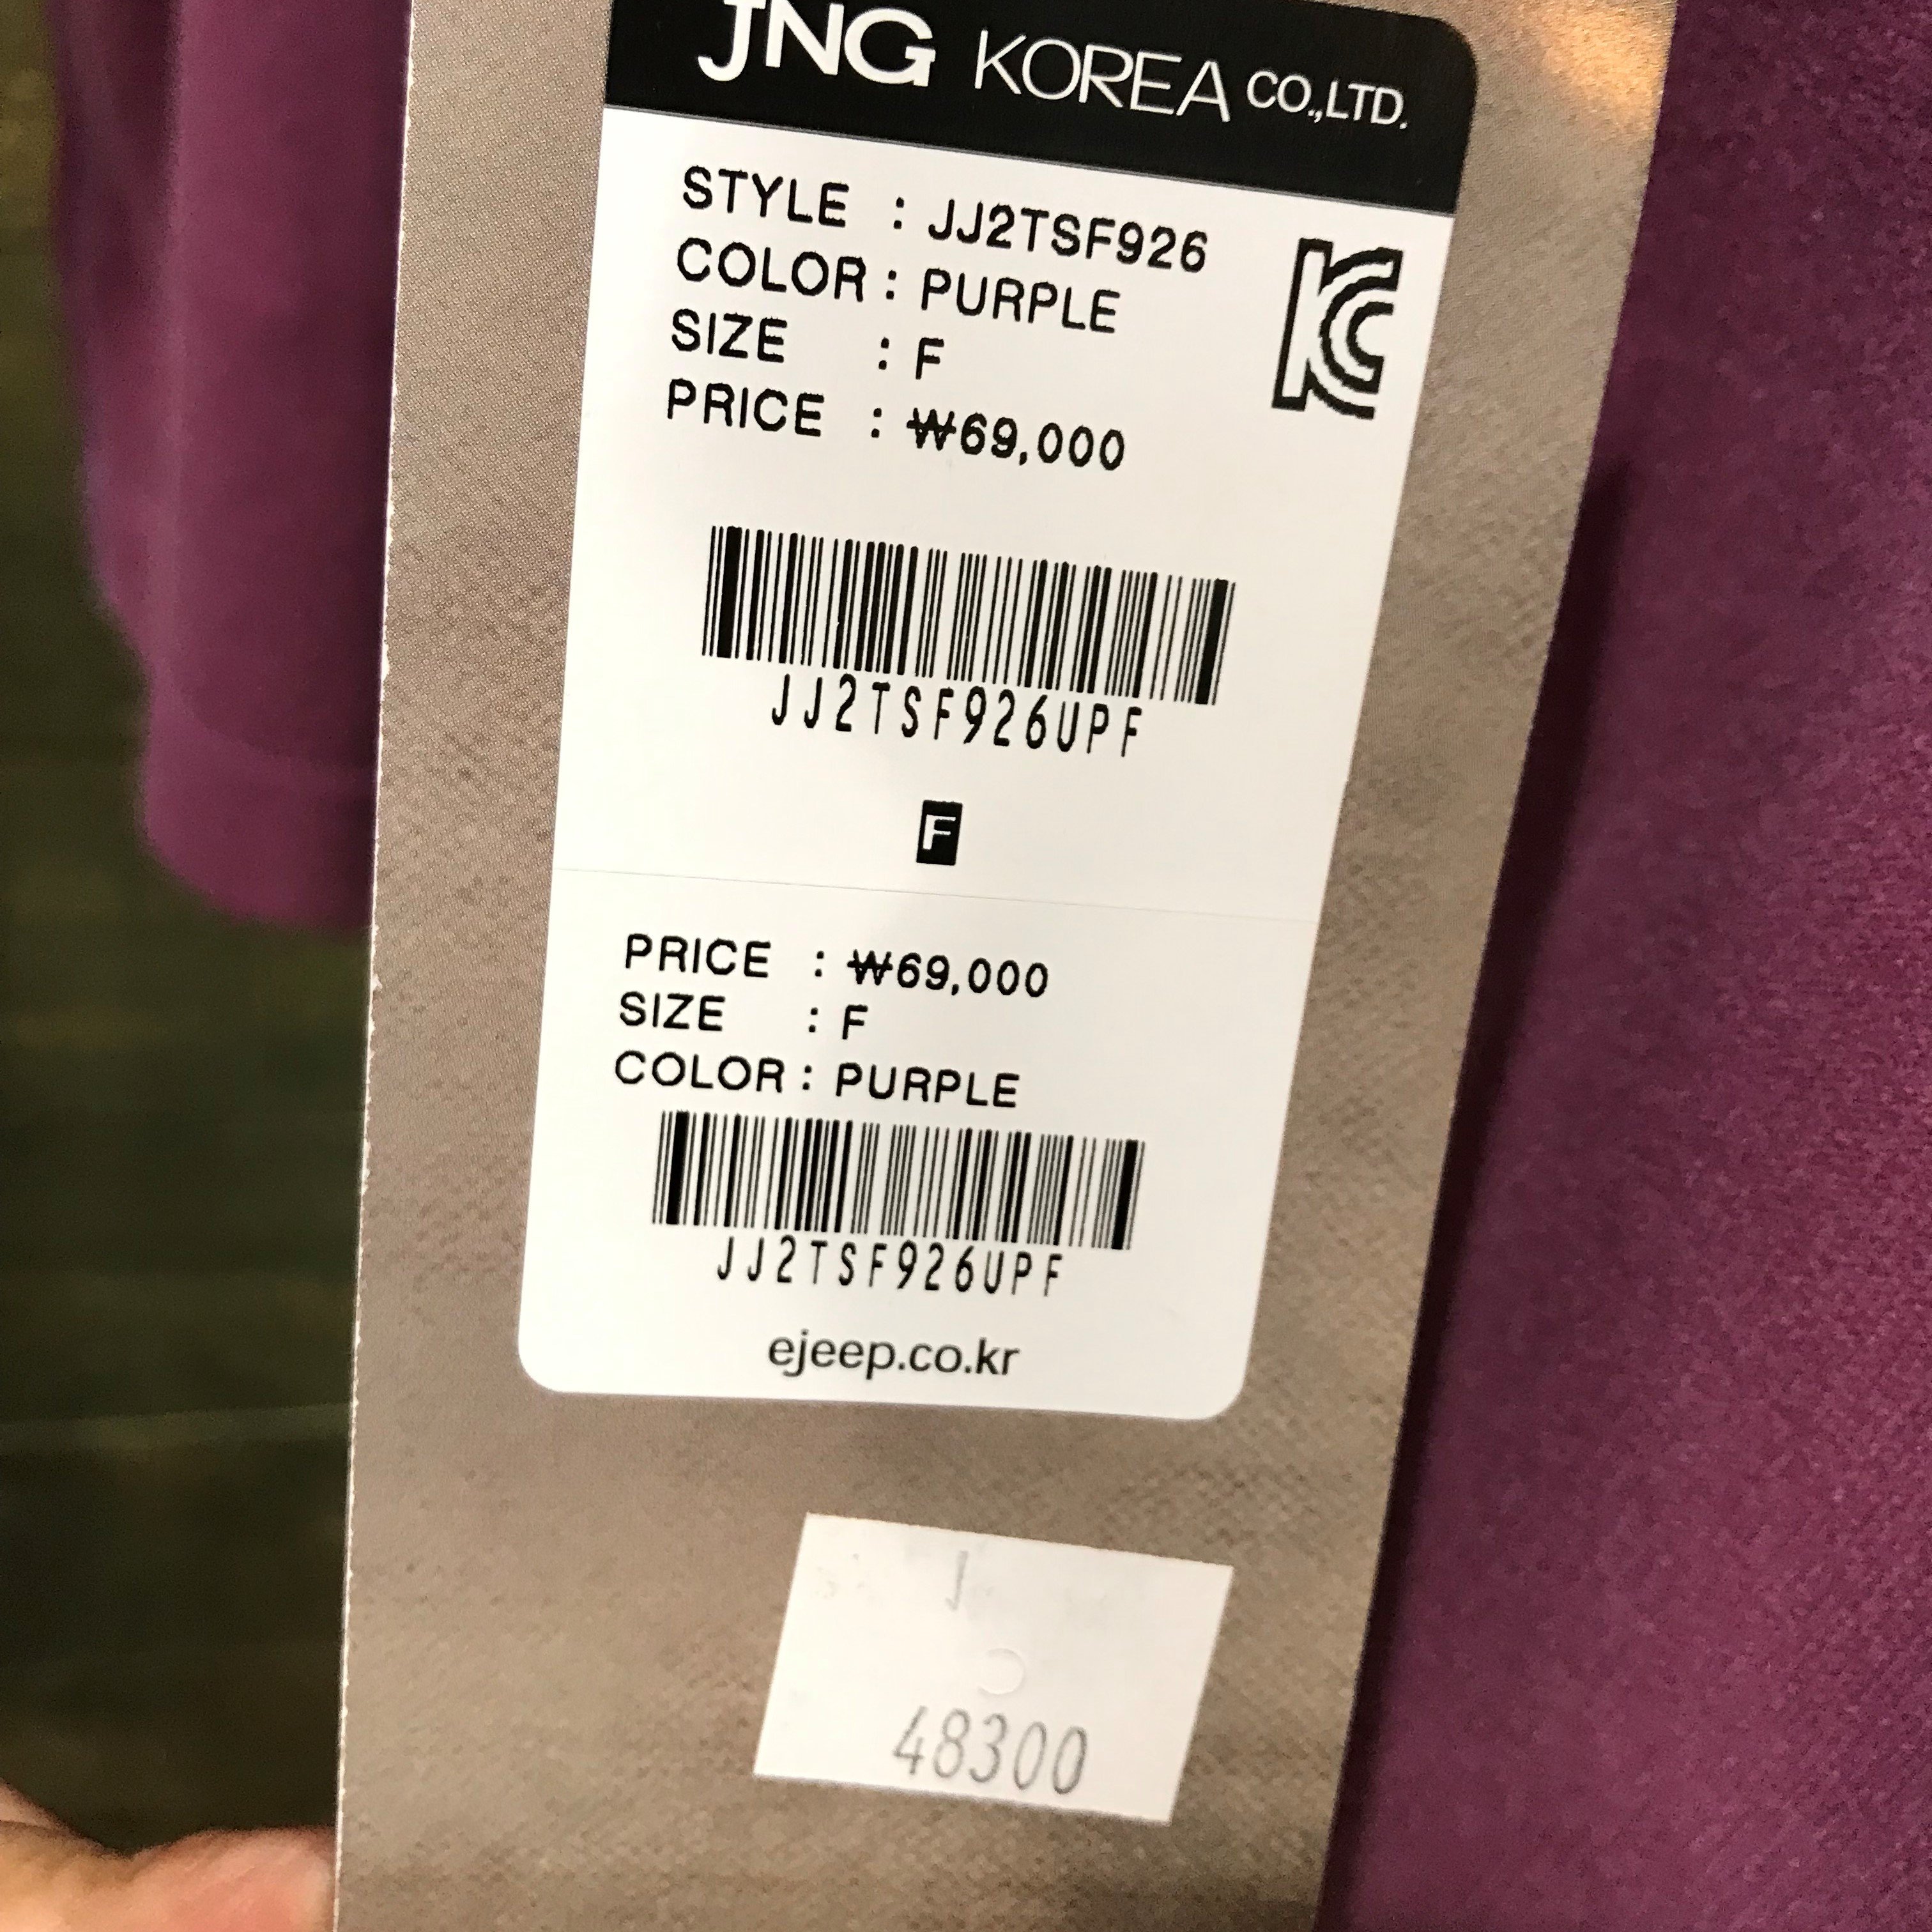 JNG KOREA CO.,LTD.
STYLE : JJ2TSF926
COLOR : PURPLE
SIZE : F
PRICE : ₩69,000
JJ2TSF926UPF
F
PRICE : ₩69,000
SIZE : F
COLOR : PURPLE
JJ2TSF926UPF
ejeep.co.kr
48300